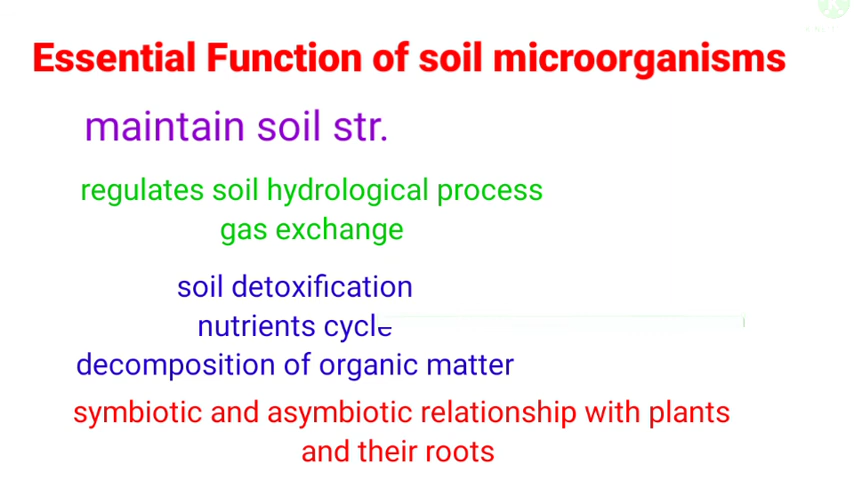 Essential Function of soil microorganisms
maintain soil str.
regulates soil hydrological process
gas exchange
soil detoxification
nutrients cycle
decomposition of organic matter
symbiotic and asymbiotic relationship with plants
and their roots